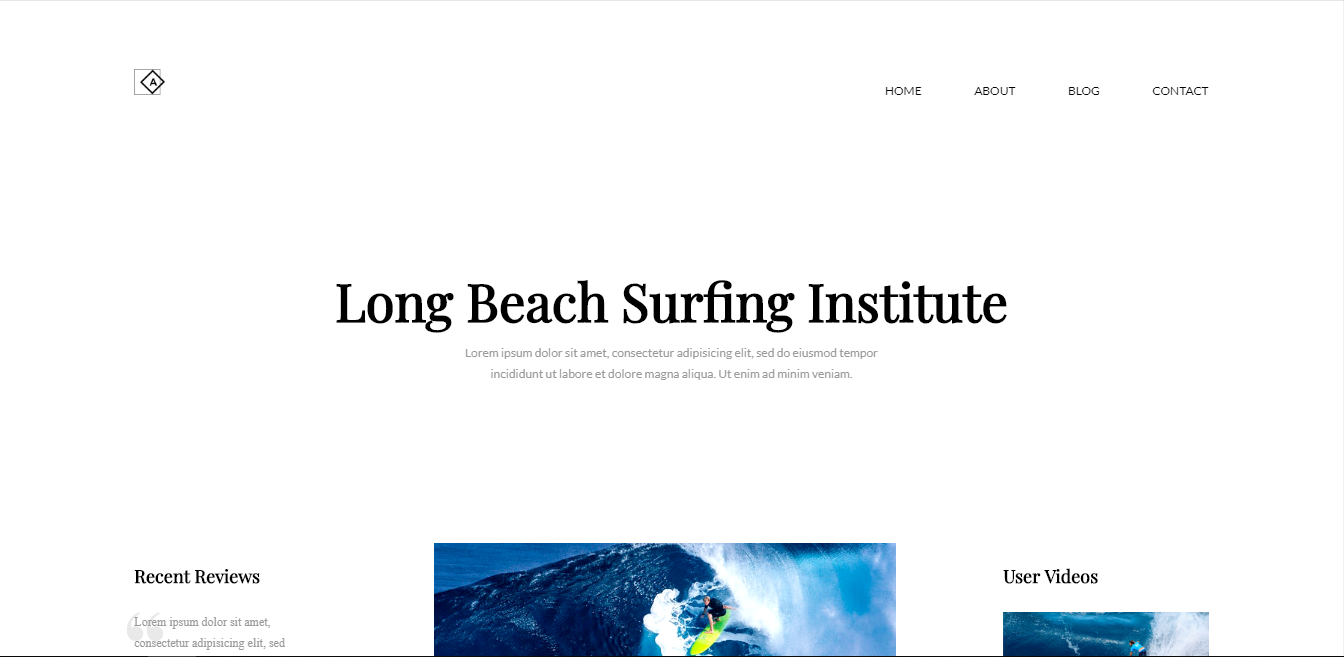 A
HOME
ABOUT
BLOG
CONTACT
Long Beach Surfing Institute
Lorem ipsum dolor sit amet, consectetur adipisicing elit, sed do eiusmod tempor
incididunt ut labore et dolore magna aliqua. Ut enim ad minim veniam.
Recent Reviews
“
Lorem ipsum dolor sit amet,
consectetur adipisicing elit, sed
User Videos